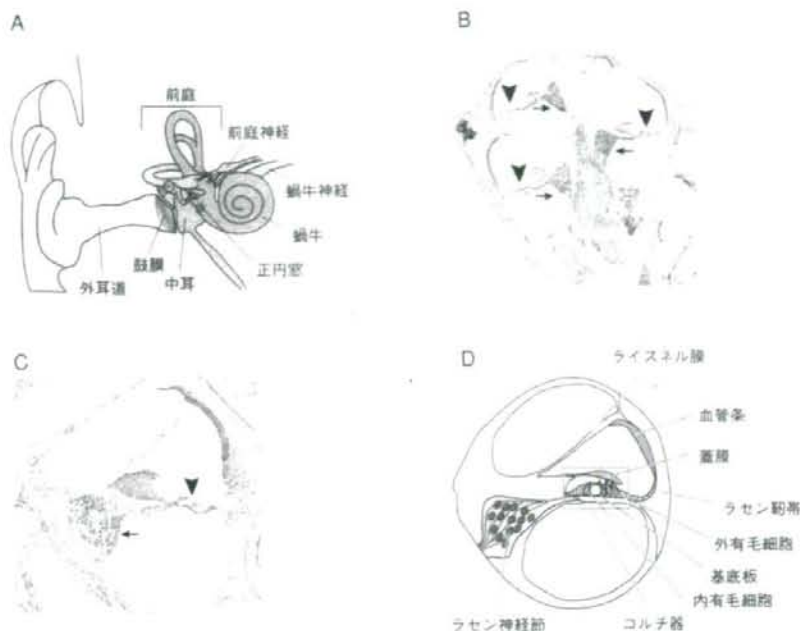 A
前庭
前庭神経
蝸牛神経
蝸牛
正円窓
中耳
鼓膜
外耳道
B
C
D
ライスネル膜
血管条
蓋膜
ラセン靭帯
外有毛細胞
基底板
内有毛細胞
コルチ器
ラセン神経節